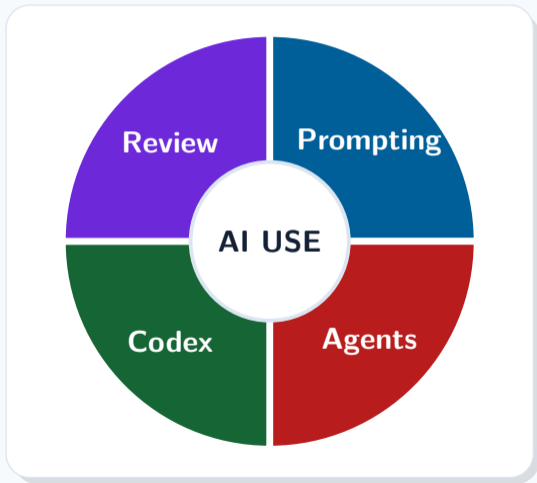 Review
Prompting
AI USE
Codex
Agents